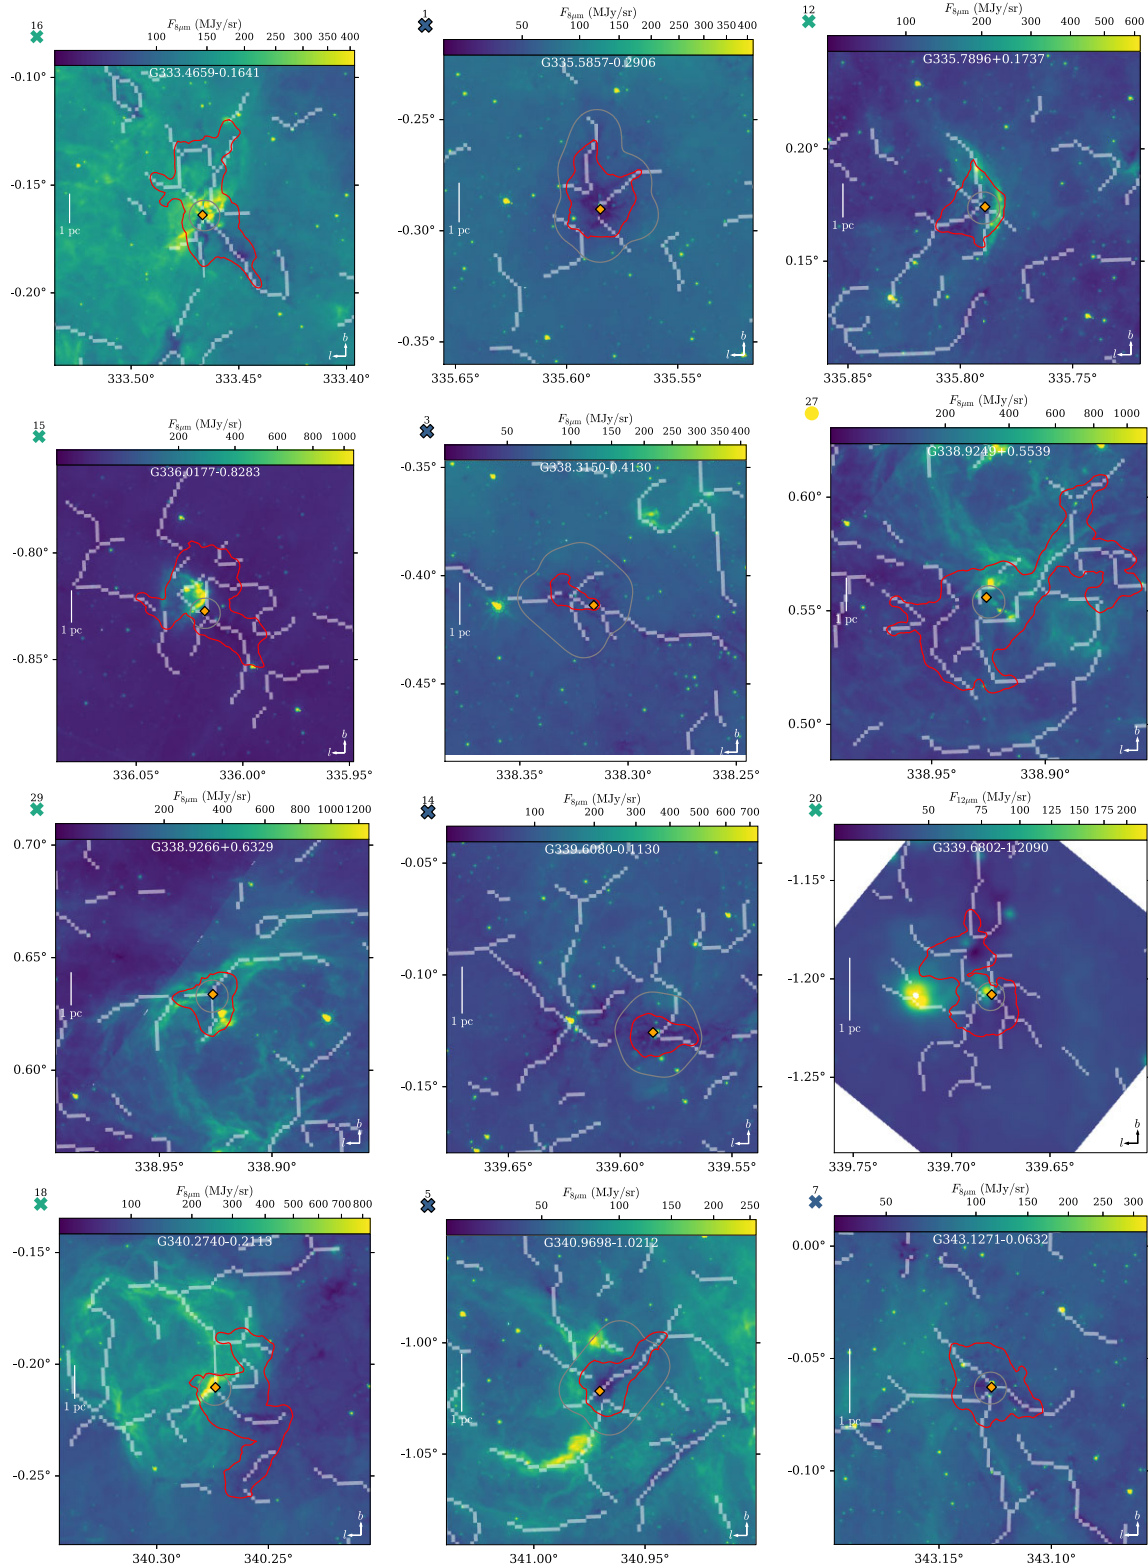 16
F8μm (MJy/sr)
100 150 200 250 300 350 400
G333.4659-0.1641
-0.10°
-0.15°
-0.20°
1 pc
b
l
333.50° 333.45° 333.40°
1
F8μm (MJy/sr)
50 100 150 200 250 300 350 400
G335.5857-0.2906
-0.25°
-0.30°
-0.35°
1 pc
b
l
335.65° 335.60° 335.55°
12
F8μm (MJy/sr)
100 200 300 400 500 600
G335.7896+0.1737
0.20°
0.15°
1 pc
b
l
335.85° 335.80° 335.75°
15
F8μm (MJy/sr)
200 400 600 800 1000
G336.0177-0.8283
-0.80°
-0.85°
1 pc
b
l
336.05° 336.00° 335.95°
3
F8μm (MJy/sr)
50 100 150 200 250 300 350 400
G338.3150-0.4130
-0.35°
-0.40°
-0.45°
1 pc
b
l
338.35° 338.30° 338.25°
27
F8μm (MJy/sr)
200 400 600 800 1000
G338.9249+0.5539
0.60°
0.55°
0.50°
1 pc
b
l
338.95° 338.90°
29
F8μm (MJy/sr)
200 400 600 800 1000 1200
G338.9266+0.6329
0.70°
0.65°
0.60°
1 pc
b
l
338.95° 338.90°
14
F8μm (MJy/sr)
100 200 300 400 500 600 700
G339.6080-0.1130
-0.05°
-0.10°
-0.15°
1 pc
b
l
339.65° 339.60° 339.55°
20
F12μm (MJy/sr)
50 75 100 125 150 175 200
G339.6802-1.2090
-1.15°
-1.20°
-1.25°
1 pc
b
l
339.75° 339.70° 339.65°
18
F8μm (MJy/sr)
100 200 300 400 500 600 700 800
G340.2740-0.2113
-0.15°
-0.20°
-0.25°
1 pc
b
l
340.30° 340.25°
5
F8μm (MJy/sr)
50 100 150 200 250
G340.9698-1.0212
-1.00°
-1.05°
1 pc
b
l
341.00° 340.95°
7
F8μm (MJy/sr)
50 100 150 200 250 300
G343.1271-0.0632
0.00°
-0.05°
-0.10°
1 pc
b
l
343.15° 343.10°